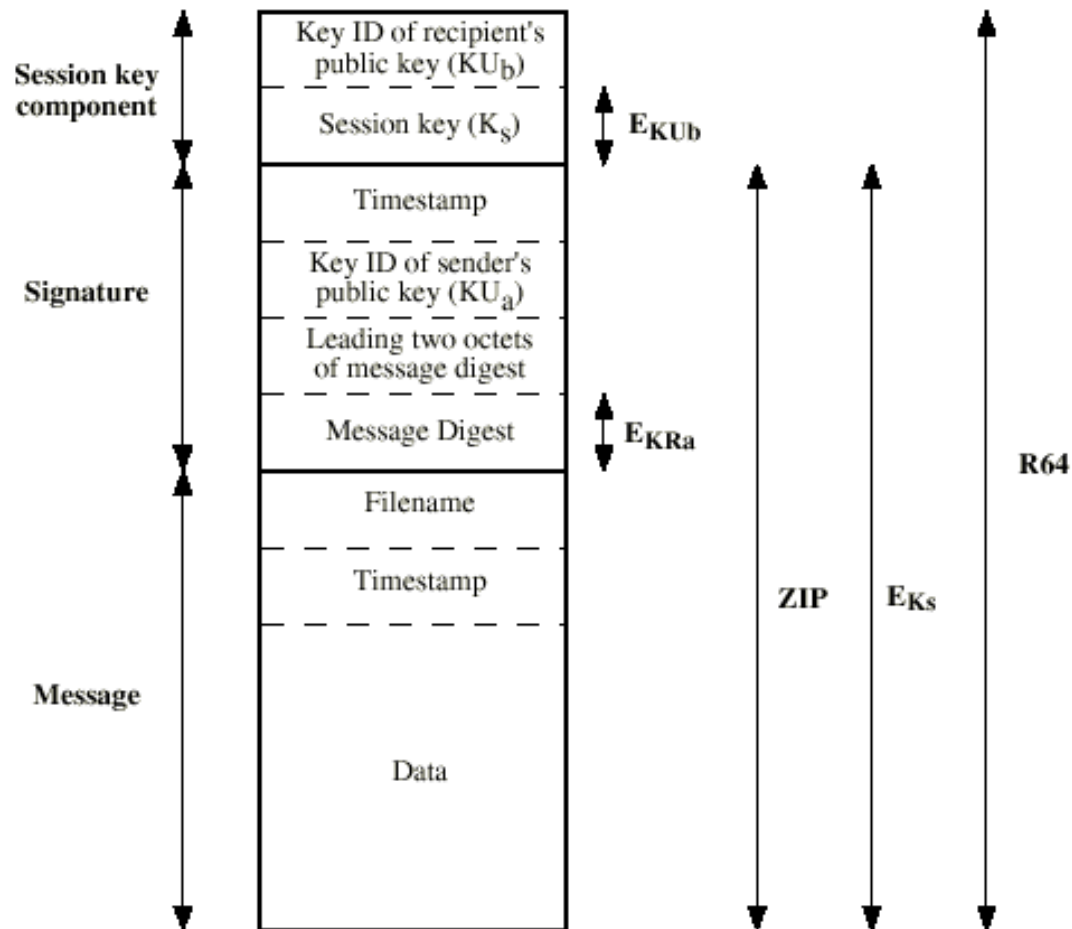 Key ID of recipient's
public key (KUb)
Session key
component
Session key (Ks)
EKUb
Timestamp
Key ID of sender's
public key (KUa)
Signature
Leading two octets
of message digest
Message Digest
EKRa
R64
Filename
Timestamp
ZIP
EKs
Message
Data